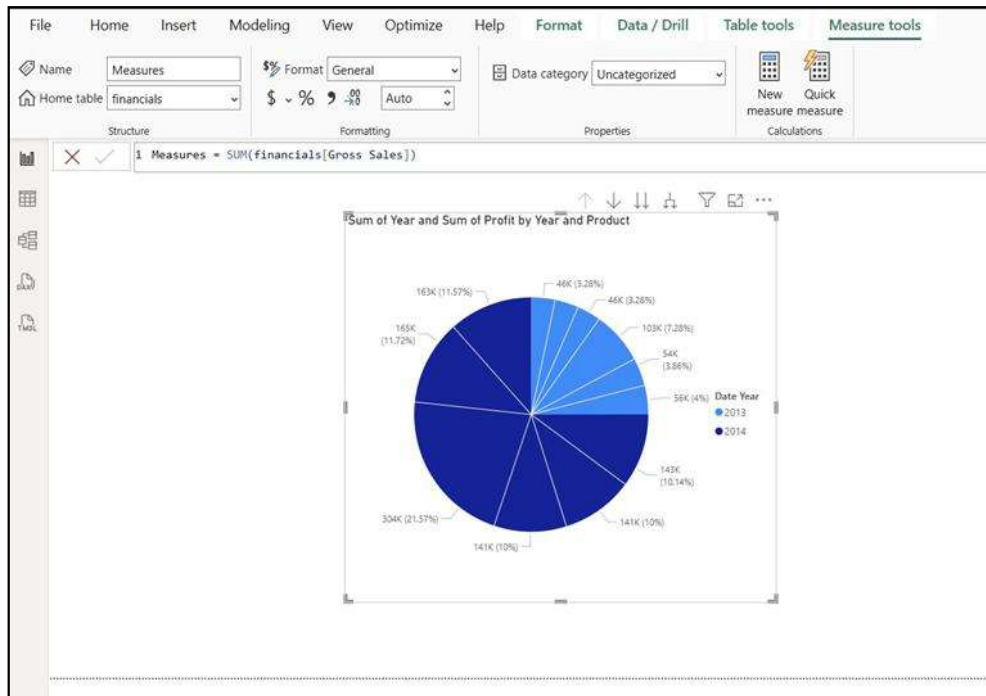 File Home Insert Modeling View Optimize Help Format Data / Drill Table tools Measure tools
Name Measures
Home table financials
Structure
Format General
$ % Auto
Formatting
Data category Uncategorized
Properties
New measure
Quick measure
Calculations
1 Measures = SUM(financials[Gross Sales])
Sum of Year and Sum of Profit by Year and Product
163K (11.57%)
46K (3.28%)
46K (3.28%)
165K
(11.72%)
103K (7.28%)
54K
(3.86%)
56K (4%)
Date Year
2013
2014
143K
(10.14%)
304K (21.57%)
141K (10%)
141K (10%)
DAX
TMDL